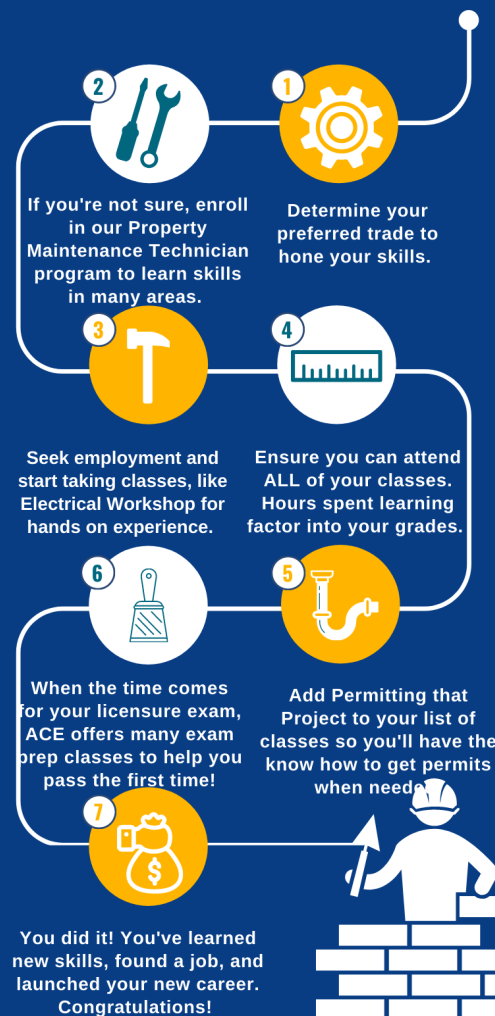 1
Determine your
preferred trade to
hone your skills.
2
If you're not sure, enroll
in our Property
Maintenance Technician
program to learn skills
in many areas.
3
Seek employment and
start taking classes, like
Electrical Workshop for
hands on experience.
4
Ensure you can attend
ALL of your classes.
Hours spent learning
factor into your grades.
5
Add Permitting that
Project to your list of
classes so you'll have the
know how to get permits
when needed
6
When the time comes
for your licensure exam,
ACE offers many exam
prep classes to help you
pass the first time!
7
$
You did it! You've learned
new skills, found a job, and
launched your new career.
Congratulations!